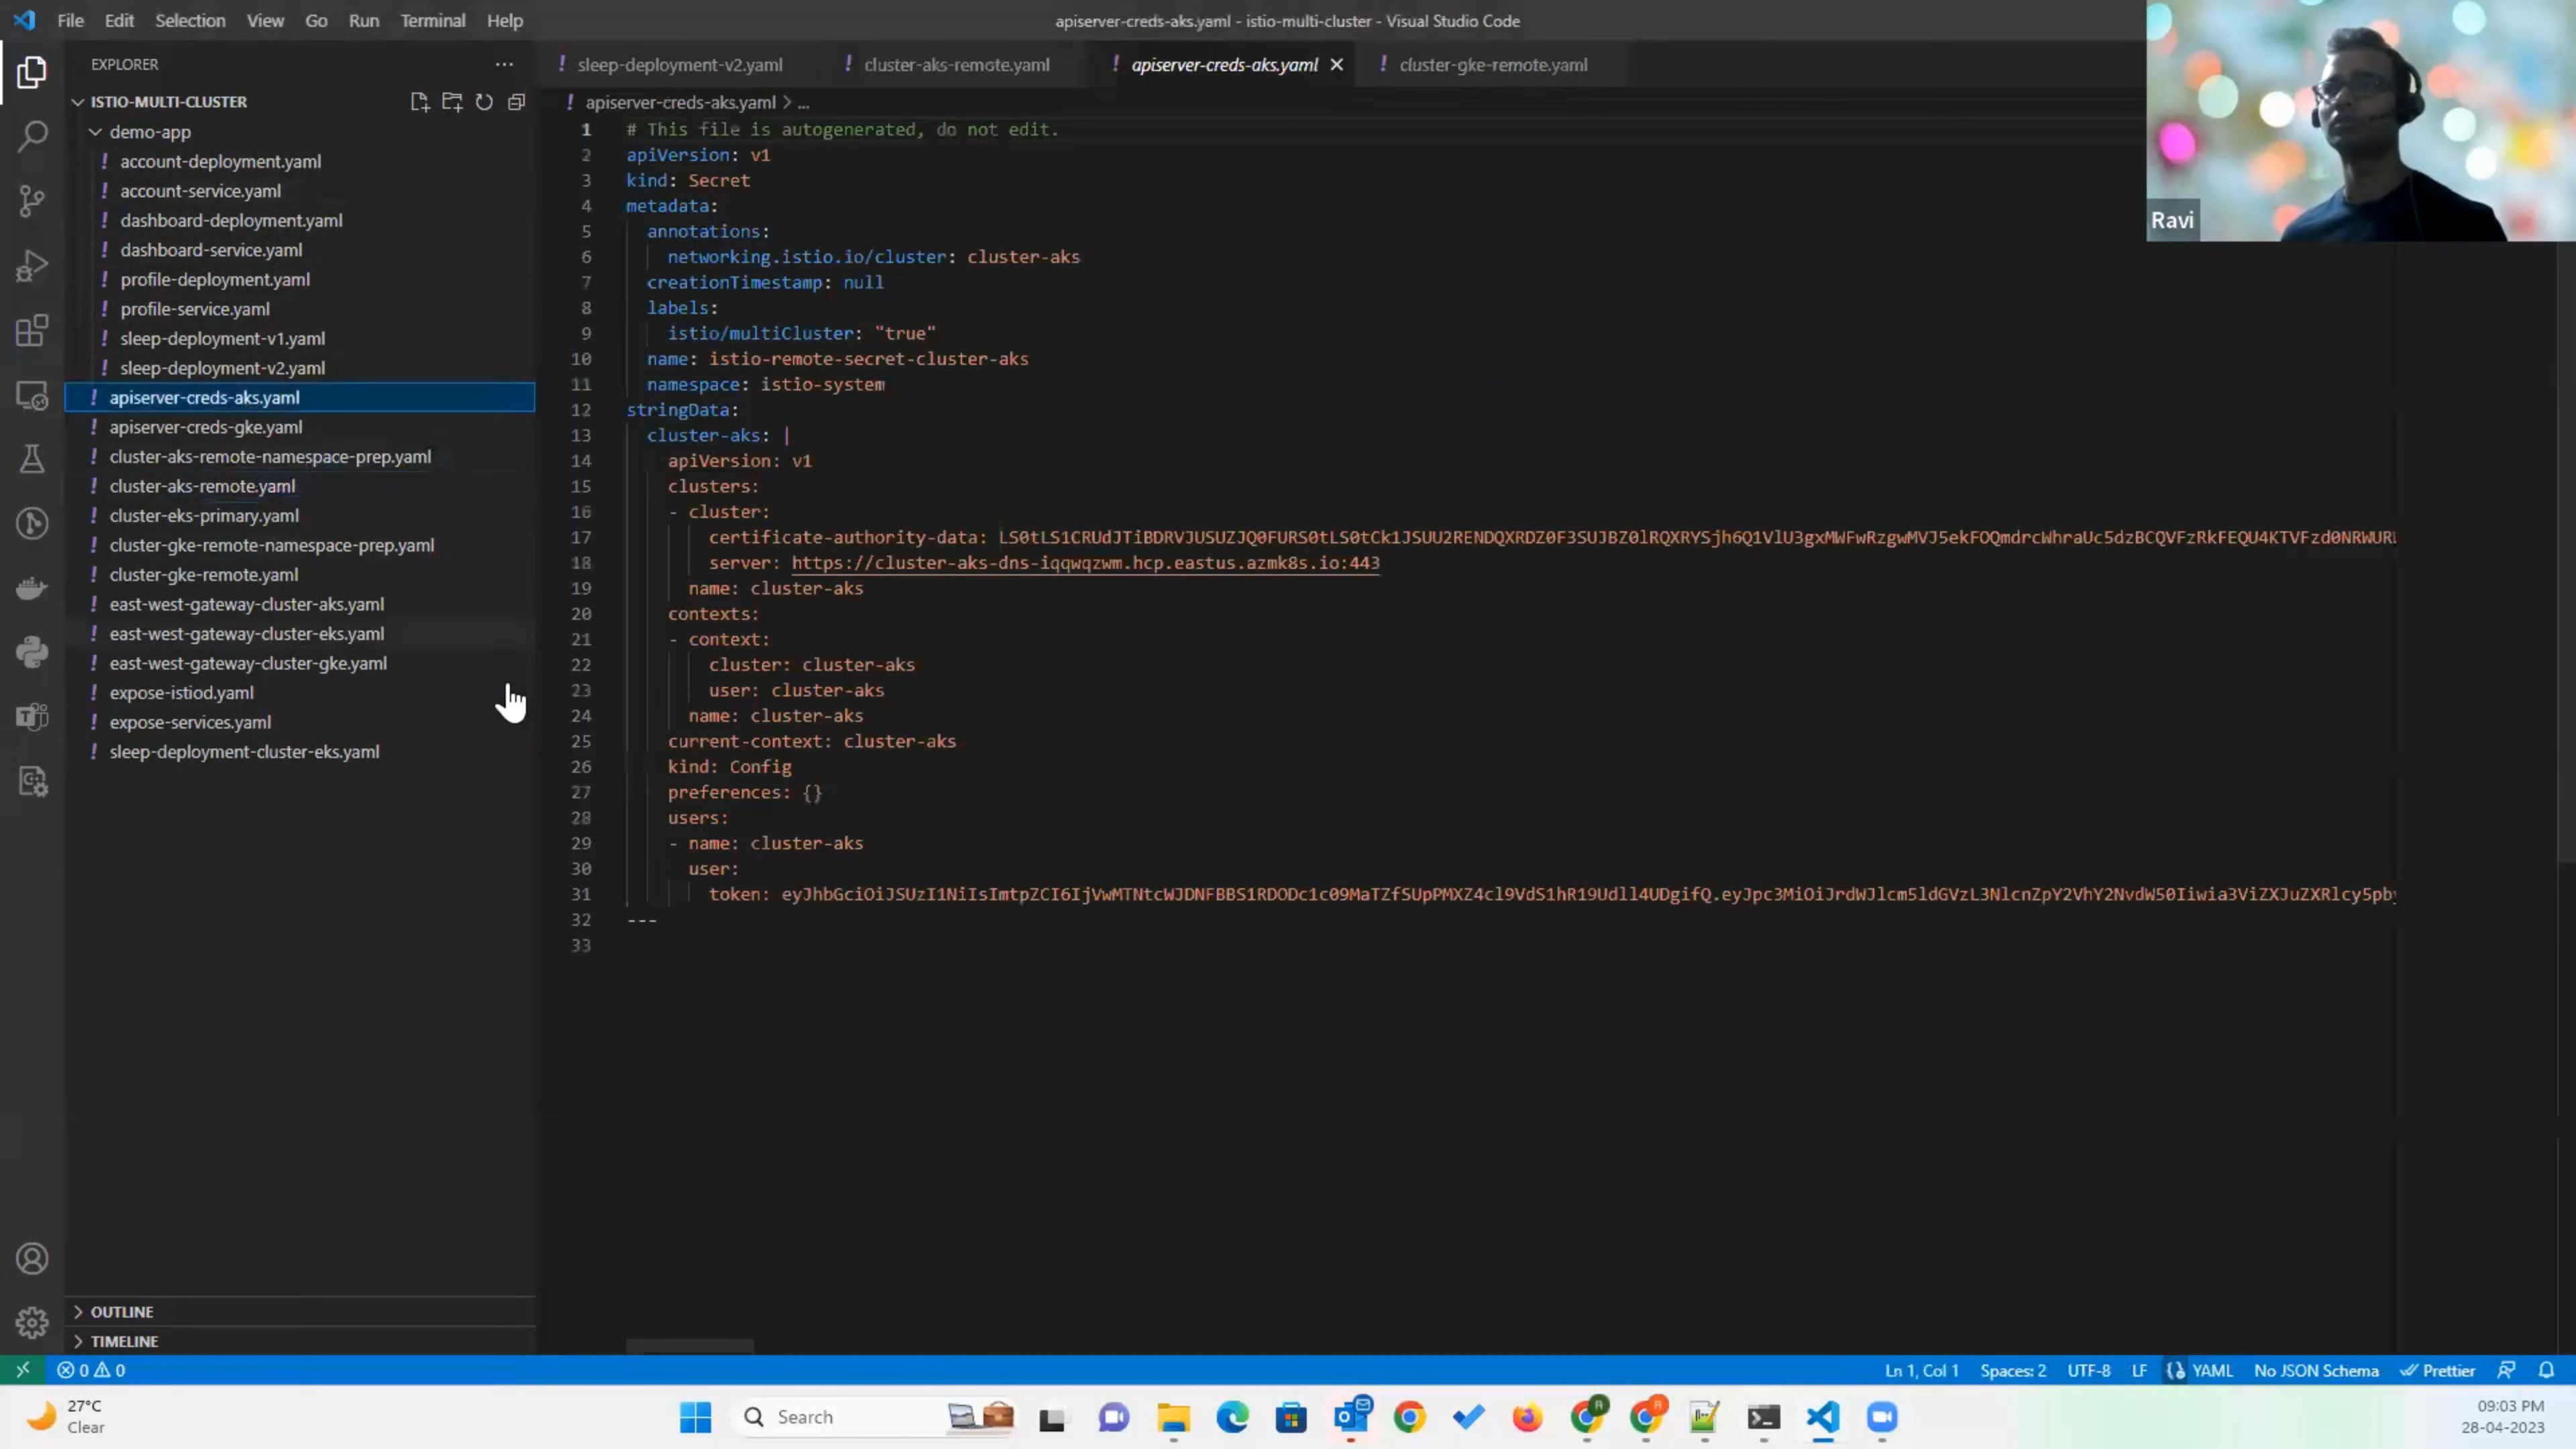 File Edit Selection View Go Run Terminal Help
apiserver-creds-aks.yaml - istio-multi-cluster - Visual Studio Code
EXPLORER
ISTIO-MULTI-CLUSTER
demo-app
! account-deployment.yaml
! account-service.yaml
! dashboard-deployment.yaml
! dashboard-service.yaml
! profile-deployment.yaml
! profile-service.yaml
! sleep-deployment-v1.yaml
! sleep-deployment-v2.yaml
! apiserver-creds-aks.yaml
! apiserver-creds-gke.yaml
! cluster-aks-remote-namespace-prep.yaml
! cluster-aks-remote.yaml
! cluster-eks-primary.yaml
! cluster-gke-remote-namespace-prep.yaml
! cluster-gke-remote.yaml
! east-west-gateway-cluster-aks.yaml
! east-west-gateway-cluster-eks.yaml
! east-west-gateway-cluster-gke.yaml
! expose-istiod.yaml
! expose-services.yaml
! sleep-deployment-cluster-eks.yaml
OUTLINE
TIMELINE
! sleep-deployment-v2.yaml ! cluster-aks-remote.yaml ! apiserver-creds-aks.yaml ! cluster-gke-remote.yaml
! apiserver-creds-aks.yaml > ...
1 # This file is autogenerated, do not edit.
2 apiVersion: v1
3 kind: Secret
4 metadata:
5 annotations:
6 networking.istio.io/cluster: cluster-aks
7 creationTimestamp: null
8 labels:
9 istio/multiCluster: "true"
10 name: istio-remote-secret-cluster-aks
11 namespace: istio-system
12 stringData:
13 cluster-aks: |
14 apiVersion: v1
15 clusters:
16 - cluster:
17 certificate-authority-data:
18 server: https://cluster-aks-dns-iqqwqzwm.hcp.eastus.azmk8s.io:443
19 name: cluster-aks
20 contexts:
21 - context:
22 cluster: cluster-aks
23 user: cluster-aks
24 name: cluster-aks
25 current-context: cluster-aks
26 kind: Config
27 preferences: {}
28 users:
29 - name: cluster-aks
30 user:
31 token:
32 ---
33
Ravi
0 0
Ln 1, Col 1 Spaces: 2 UTF-8 LF YAML No JSON Schema Prettier
27°C
Clear
Search
09:03 PM
28-04-2023